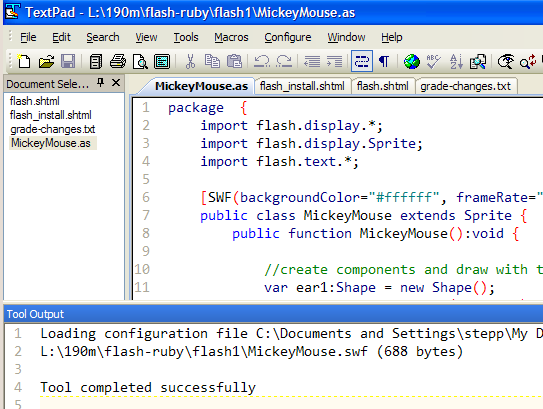 TextPad - L:\190m\flash-ruby\flash1\MickeyMouse.as
File Edit Search View Tools Macros Configure Window Help
Document Sele...
flash.shtml
flash_install.shtml
grade-changes.txt
MickeyMouse.as
MickeyMouse.as flash_install.shtml flash.shtml grade-changes.txt
1 package {
2 import flash.display.*;
3 import flash.display.Sprite;
4 import flash.text.*;
5
6 [SWF(backgroundColor="#ffffff", frameRate="
7 public class MickeyMouse extends Sprite {
8 public function MickeyMouse():void {
9
10 //create components and draw with t
11 var ear1:Shape = new Shape();
Tool Output
1 Loading configuration file C:\Documents and Settings\stepp\My D
2 L:\190m\flash-ruby\flash1\MickeyMouse.swf (688 bytes)
3
4 Tool completed successfully
5